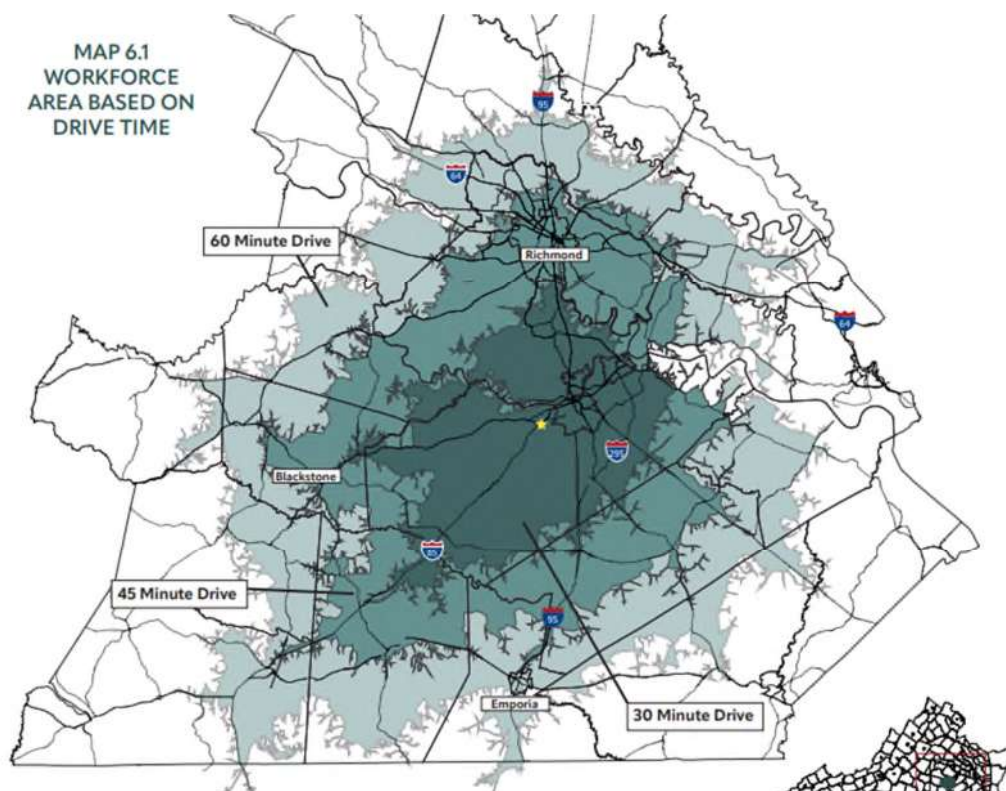 MAP 6.1
WORKFORCE
AREA BASED ON
DRIVE TIME
95
64
60 Minute Drive
Richmond
64
295
Blackstone
85
45 Minute Drive
95
Emporia
30 Minute Drive